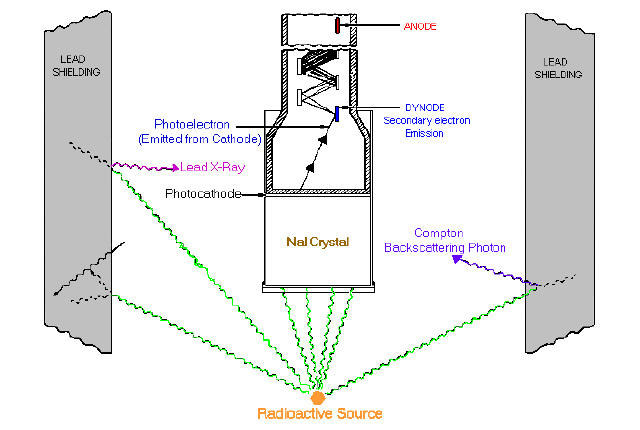 LEAD
SHIELDING
ANODE
LEAD
SHIELDING
DYNODE
Secondary electron
Emission
Photoelectron
(Emitted from Cathode)
Lead X-Ray
Photocathode
NaI Crystal
Compton
Backscattering Photon
Radioactive Source